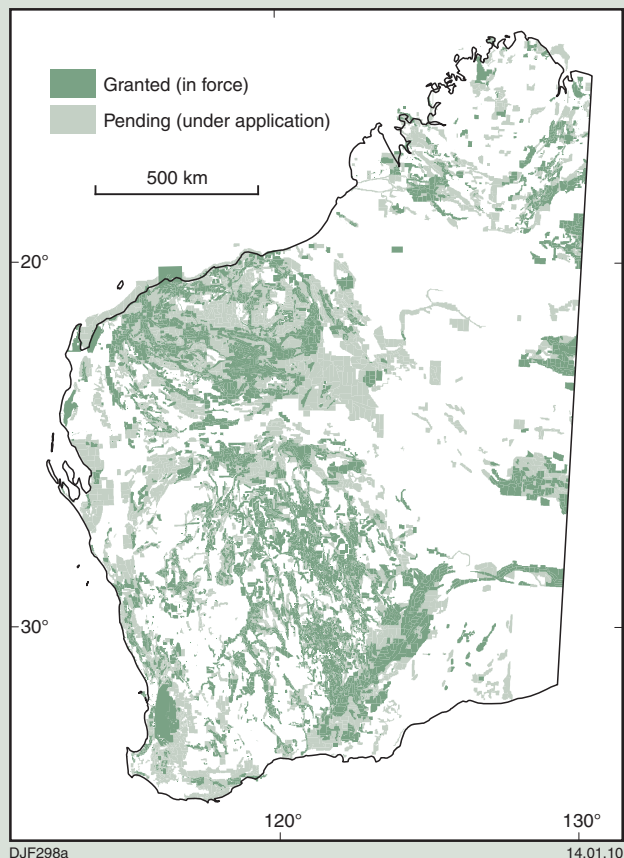 Granted (in force)
Pending (under application)
500 km
20°
30°
120°
130°
DJF298a
14.01.10